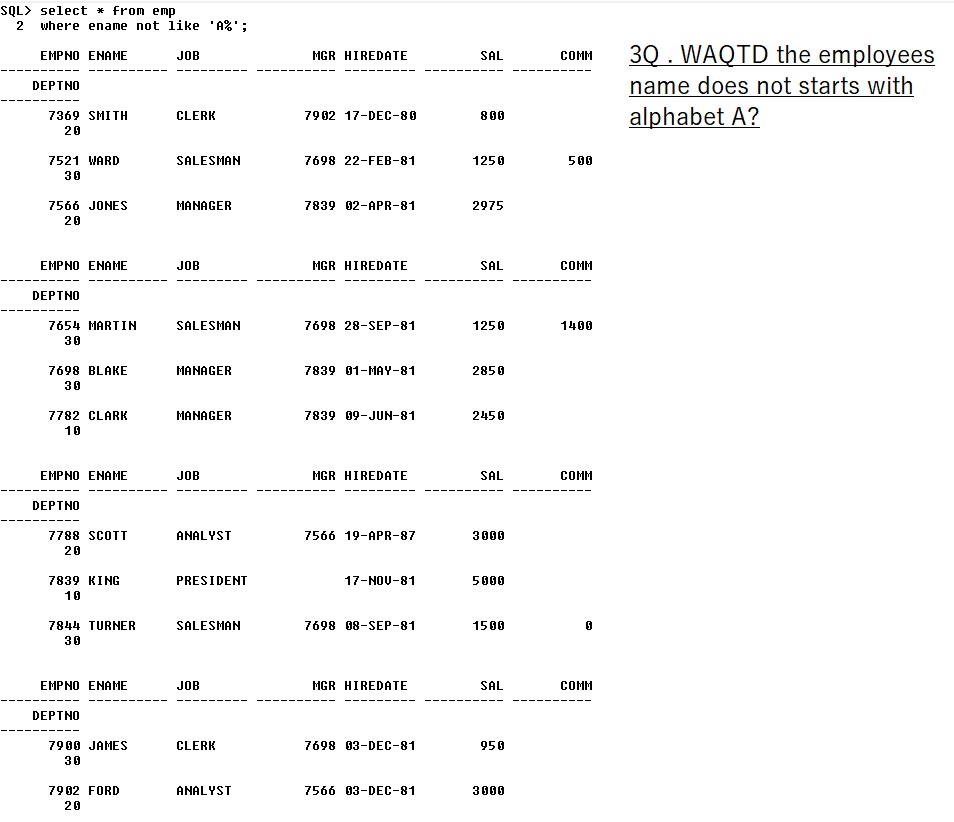 SQL> select * from emp
2 where ename not like 'A%';
EMPNO ENAME JOB MGR HIREDATE SAL COMM
---------- ---------- --------- ---------- --------- ---------- ----------
DEPTNO
----------
7369 SMITH CLERK 7902 17-DEC-80 800
20
7521 WARD SALESMAN 7698 22-FEB-81 1250 500
30
7566 JONES MANAGER 7839 02-APR-81 2975
20
EMPNO ENAME JOB MGR HIREDATE SAL COMM
---------- ---------- --------- ---------- --------- ---------- ----------
DEPTNO
----------
7654 MARTIN SALESMAN 7698 28-SEP-81 1250 1400
30
7698 BLAKE MANAGER 7839 01-MAY-81 2850
30
7782 CLARK MANAGER 7839 09-JUN-81 2450
10
EMPNO ENAME JOB MGR HIREDATE SAL COMM
---------- ---------- --------- ---------- --------- ---------- ----------
DEPTNO
----------
7788 SCOTT ANALYST 7566 19-APR-87 3000
20
7839 KING PRESIDENT 17-NOV-81 5000
10
7844 TURNER SALESMAN 7698 08-SEP-81 1500 0
30
EMPNO ENAME JOB MGR HIREDATE SAL COMM
---------- ---------- --------- ---------- --------- ---------- ----------
DEPTNO
----------
7900 JAMES CLERK 7698 03-DEC-81 950
30
7902 FORD ANALYST 7566 03-DEC-81 3000
20
3Q . WAQTD the employees
name does not starts with
alphabet A?